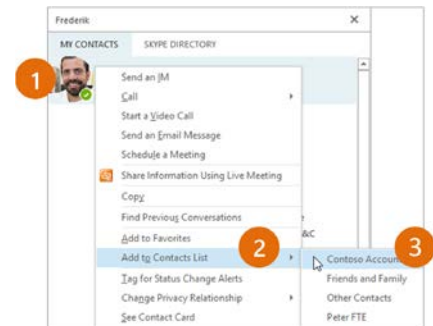 Frederik
MY CONTACTS SKYPE DIRECTORY
1
Send an IM
Call
Start a Video Call
Send an Email Message
Schedule a Meeting
Share Information Using Live Meeting
Copy
Find Previous Conversations
Add to Favorites
2
&C
3
Add to Contacts List
Contoso Accoun
Tag for Status Change Alerts
Friends and Family
Change Privacy Relationship
Other Contacts
See Contact Card
Peter FTE